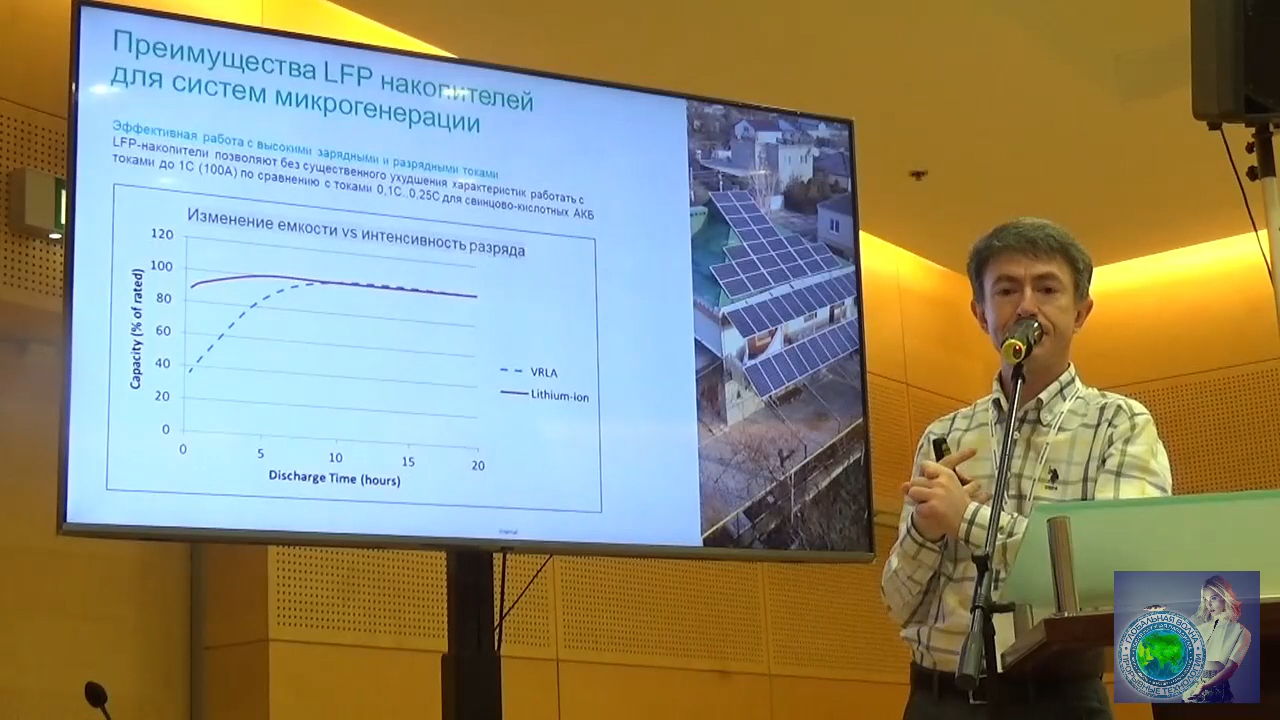 Преимущества LFP накопителей
для систем микрогенерации
Эффективная работа с высокими зарядными и разрядными токами
LFP-накопители позволяют без существенного ухудшения характеристик работать с
токами до 1С (100А) по сравнению с токами 0,1С..0,25С для свинцово-кислотных АКБ
Изменение емкости vs интенсивность разряда
120
100
80
60
40
20
0
Capacity (% of rated)
0 5 10 15 20
Discharge Time (hours)
VRLA
Lithium-ion